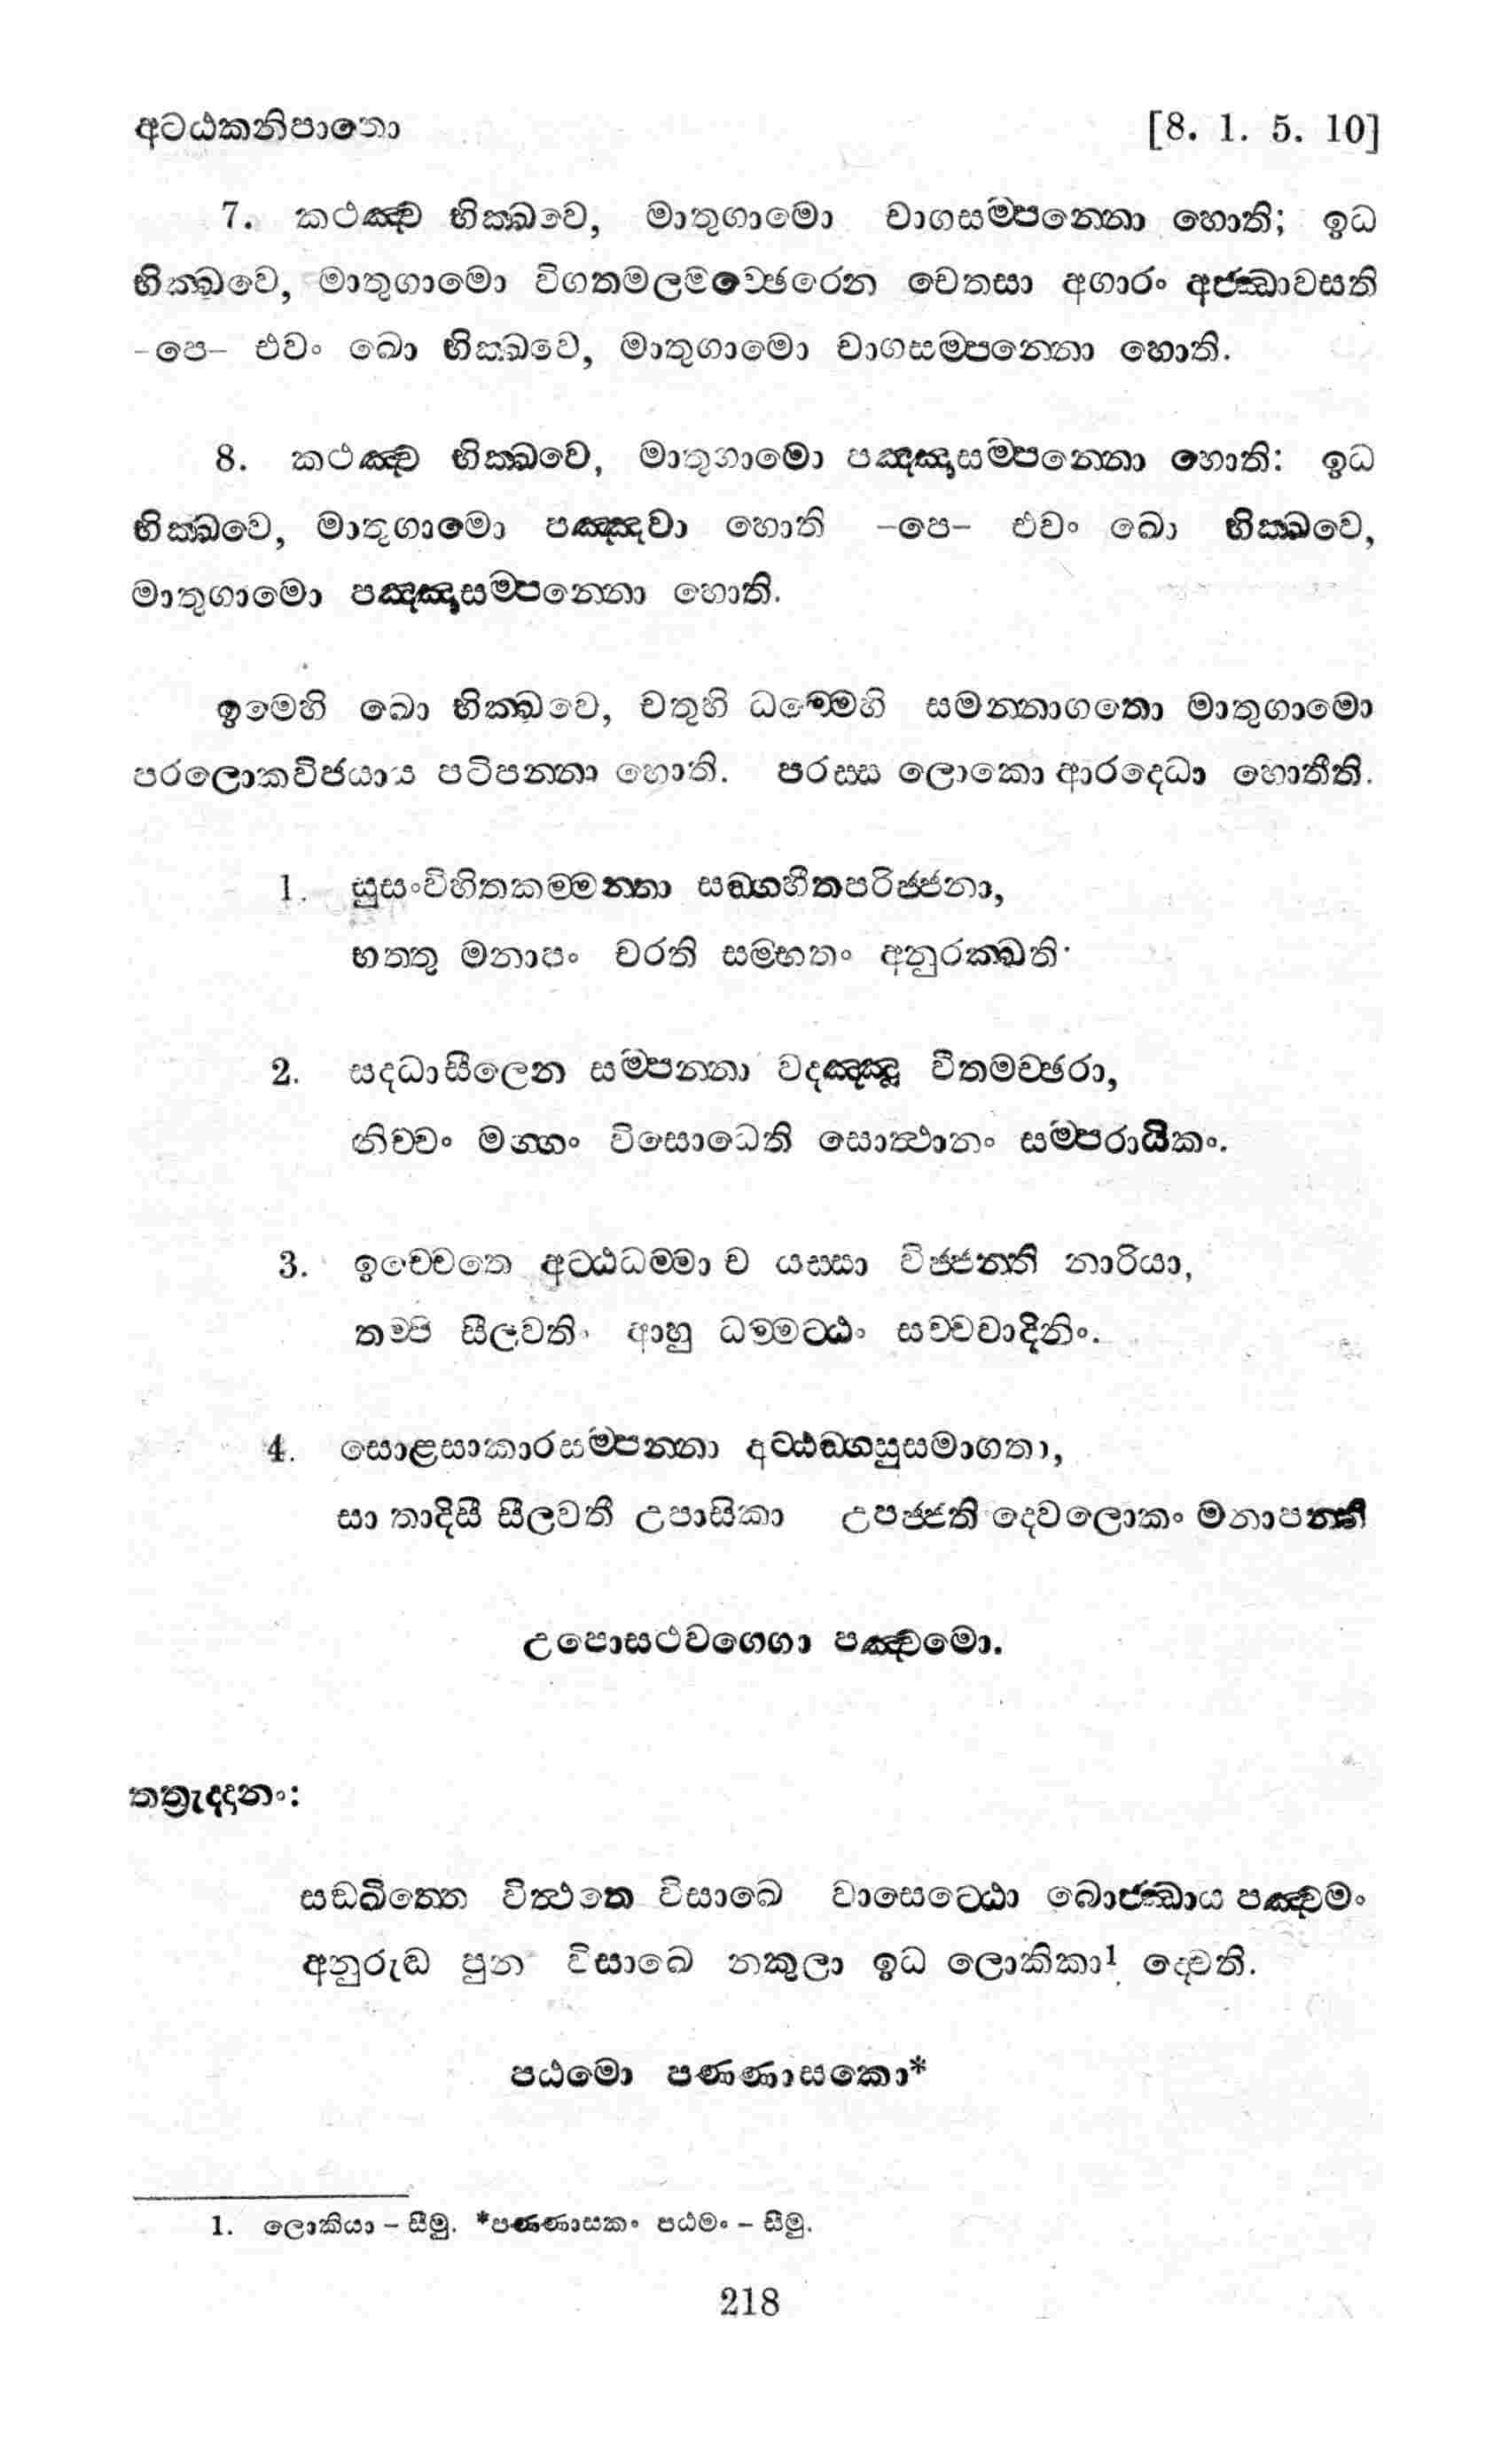 අටඨකනිපාතො [8. 1. 5. 10]
7. කථඤ්ච භික්ඛවෙ, මාතුගාමො චාගසම්පන්නො හොති; ඉධ
භික්ඛවෙ, මාතුගාමො විගතමලමච්ඡෙරෙන චෙතසා අගාරං අජ්ඣාවසති
-පෙ- එවං ඛො භික්ඛවෙ, මාතුගාමො චාගසම්පන්නො හොති.
8. කථඤ්ච භික්ඛවෙ, මාතුගාමො පඤ්ඤාසම්පන්නො හොති: ඉධ
භික්ඛවෙ, මාතුගාමො පඤ්ඤවා හොති -පෙ- එවං ඛො භික්ඛවෙ,
මාතුගාමො පඤ්ඤාසම්පන්නො හොති.
ඉමෙහි ඛො භික්ඛවෙ, චතුහි ධම්මෙහි සමන්නාගතො මාතුගාමො
පරලොකවිජයාය පටිපන්නා හොති. පරස්ස ලොකො ආරද්ධො හොතීති.
1. සුසංවිහිතකම්මන්තා සඞ්ගහීතපරිජ්ජනා,
භත්තු මනාපං චරති සම්භතං අනුරක්ඛති.
2. සද්ධාසීලෙන සම්පන්නා වදඤ්ඤූ වීතමච්ඡරා,
නිච්චං මග්ගං විසොධෙති සොත්ථානං සම්පරායිකං.
3. ඉච්චෙතෙ අට්ඨධම්මා ච යස්සා විජ්ජන්ති නාරියා,
තම්පි සීලවතිං ආහු ධම්මට්ඨං සච්චවාදිනිං.
4. සොළසාකාරසම්පන්නා අට්ඨඞ්ගසුසමාගතා,
සා තාදිසී සීලවතී උපාසිකා උපජ්ජති දෙවලොකං මනාපන්ති
උපොසථවග්ගො පඤ්චමො.
තත්‍රැද්දානං:
සඞ්ඛිත්තෙ විත්ථතෙ විසාඛෙ වාසෙට්ඨො බොජ්ඣාය පඤ්චමං
අනුරුද්ධ පුන විසාඛෙ නකුලා ඉධ ලොකිකා1 දෙවති.
පඨමො පණ්ණාසකො*
1. ලොකියා - සීමු. *පණ්ණාසකං පඨමං - සීමු.
218